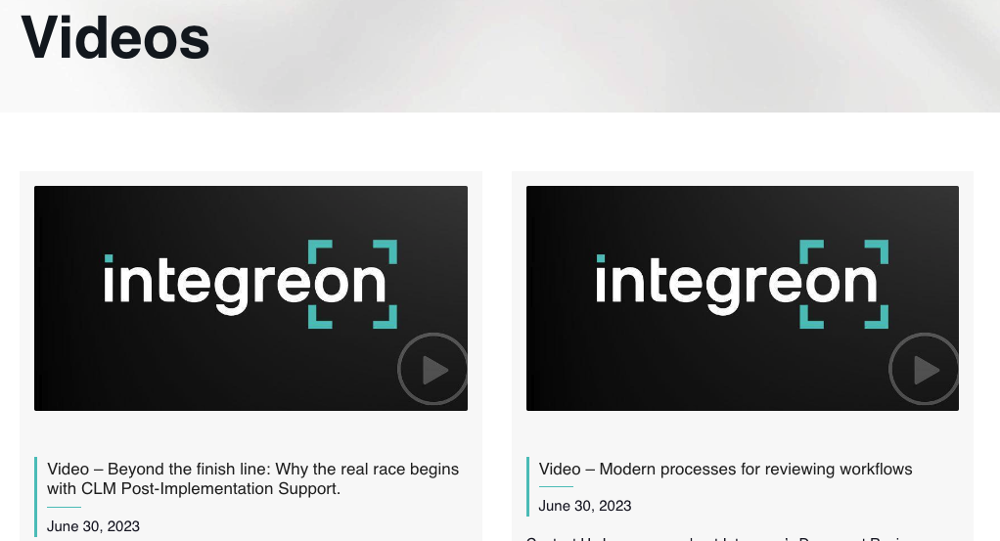 Videos
integreon
integreon
Video – Beyond the finish line: Why the real race begins
with CLM Post-Implementation Support.
June 30, 2023
Video – Modern processes for reviewing workflows
June 30, 2023